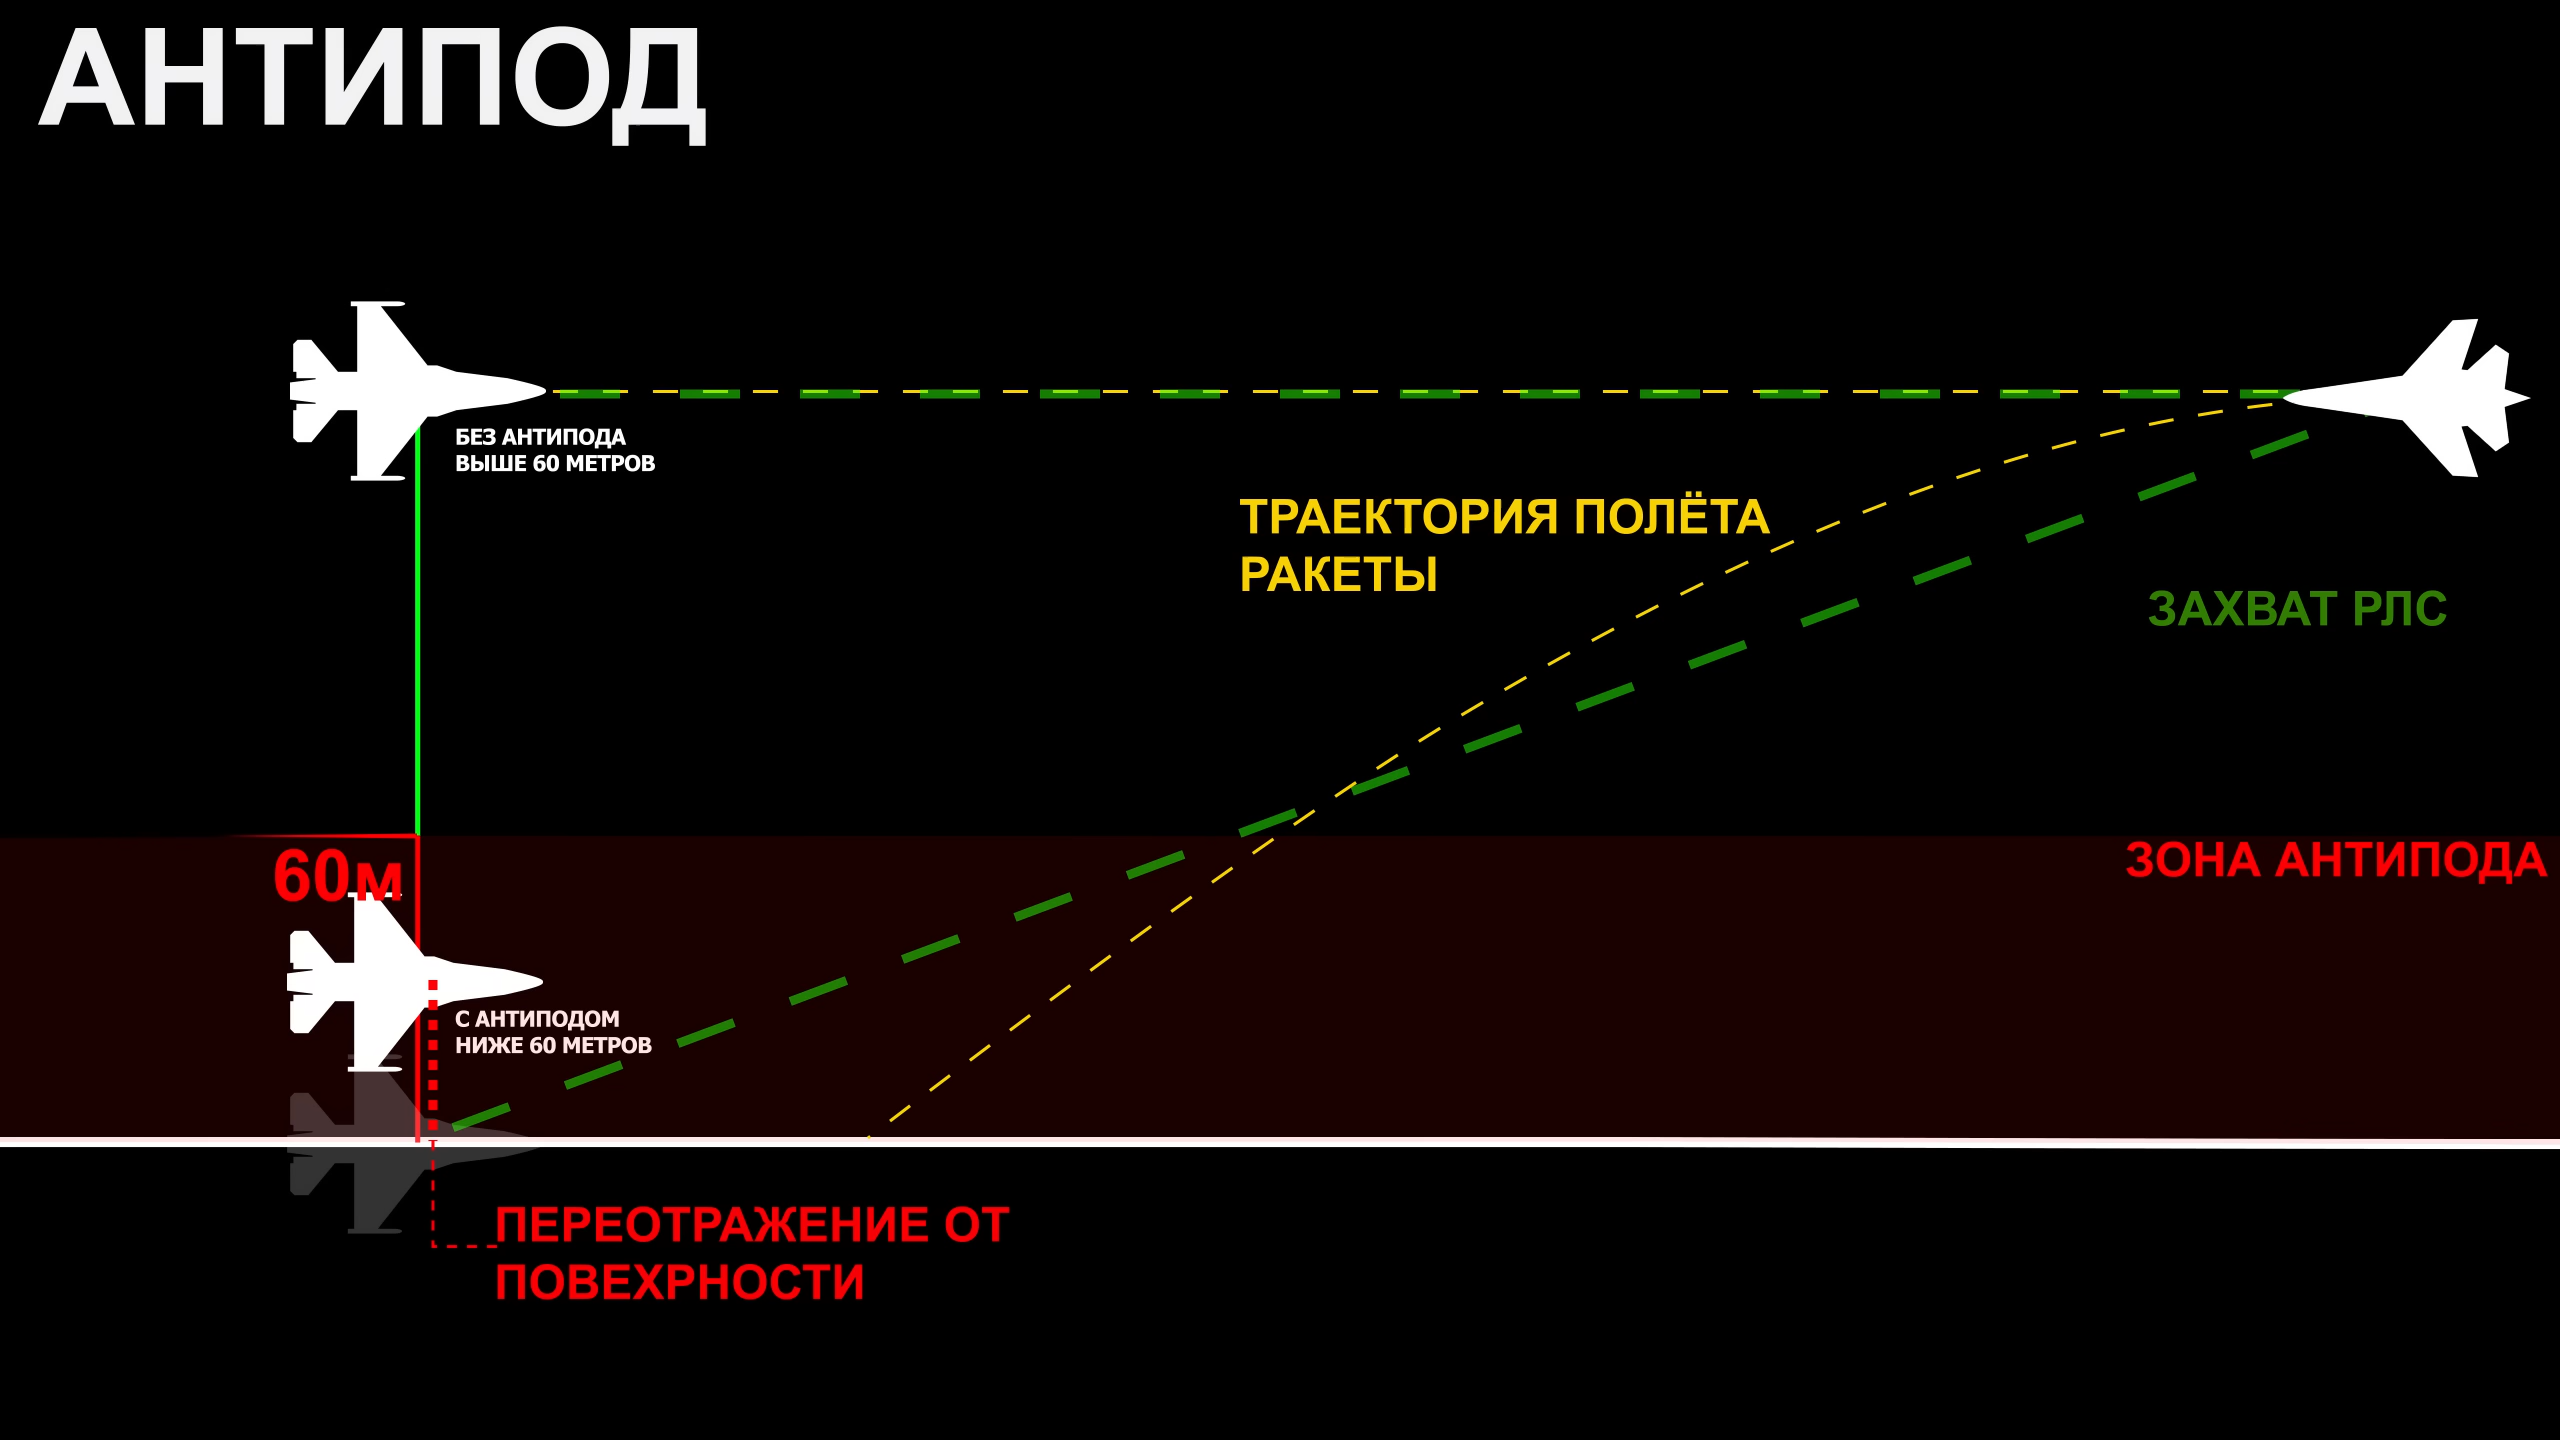 АНТИПОД
БЕЗ АНТИПОДА
ВЫШЕ 60 МЕТРОВ
ТРАЕКТОРИЯ ПОЛЁТА
РАКЕТЫ
ЗАХВАТ РЛС
60м
ЗОНА АНТИПОДА
С АНТИПОДОМ
НИЖЕ 60 МЕТРОВ
ПЕРЕОТРАЖЕНИЕ ОТ
ПОВЕХРНОСТИ